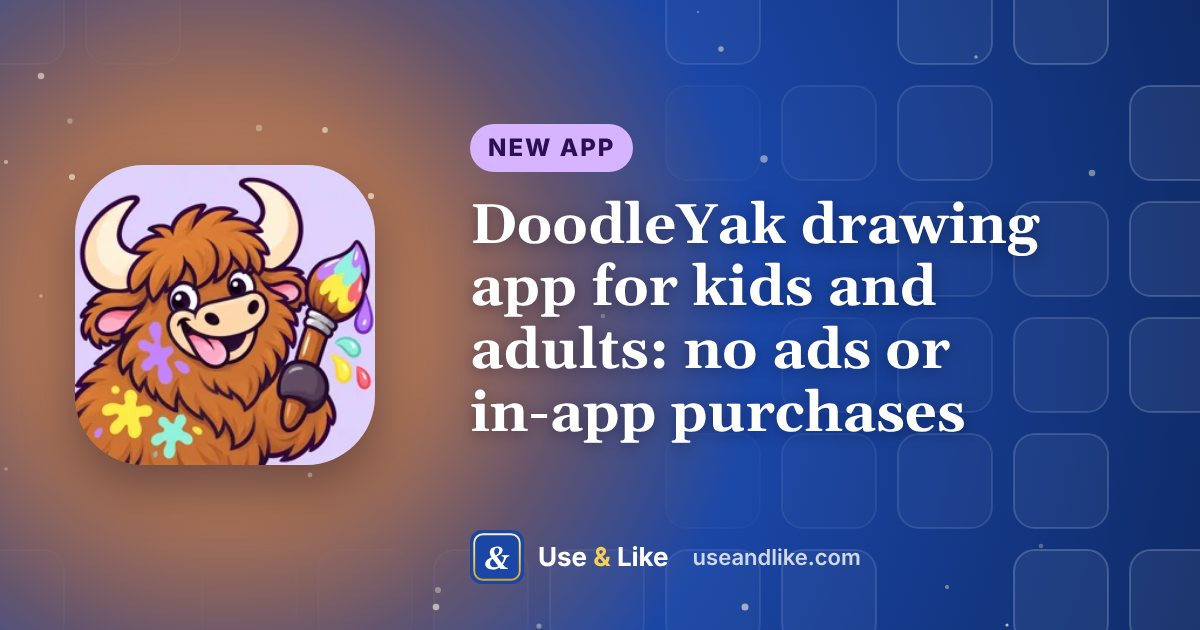 NEW APP
DoodleYak drawing
app for kids and
adults: no ads or
in-app purchases
& Use & Like useandlike.com